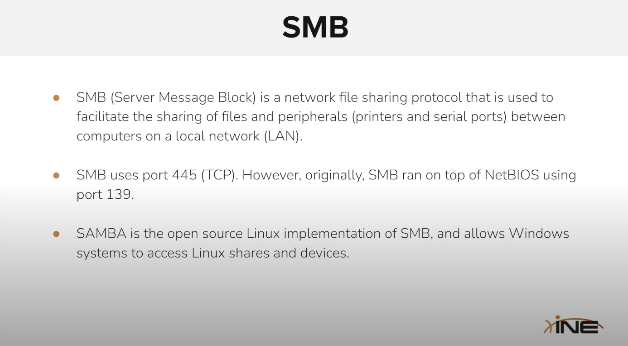 SMB
• SMB (Server Message Block) is a network file sharing protocol that is used to
facilitate the sharing of files and peripherals (printers and serial ports) between
computers on a local network (LAN).
• SMB uses port 445 (TCP). However, originally, SMB ran on top of NetBIOS using
port 139.
• SAMBA is the open source Linux implementation of SMB, and allows Windows
systems to access Linux shares and devices.
INE